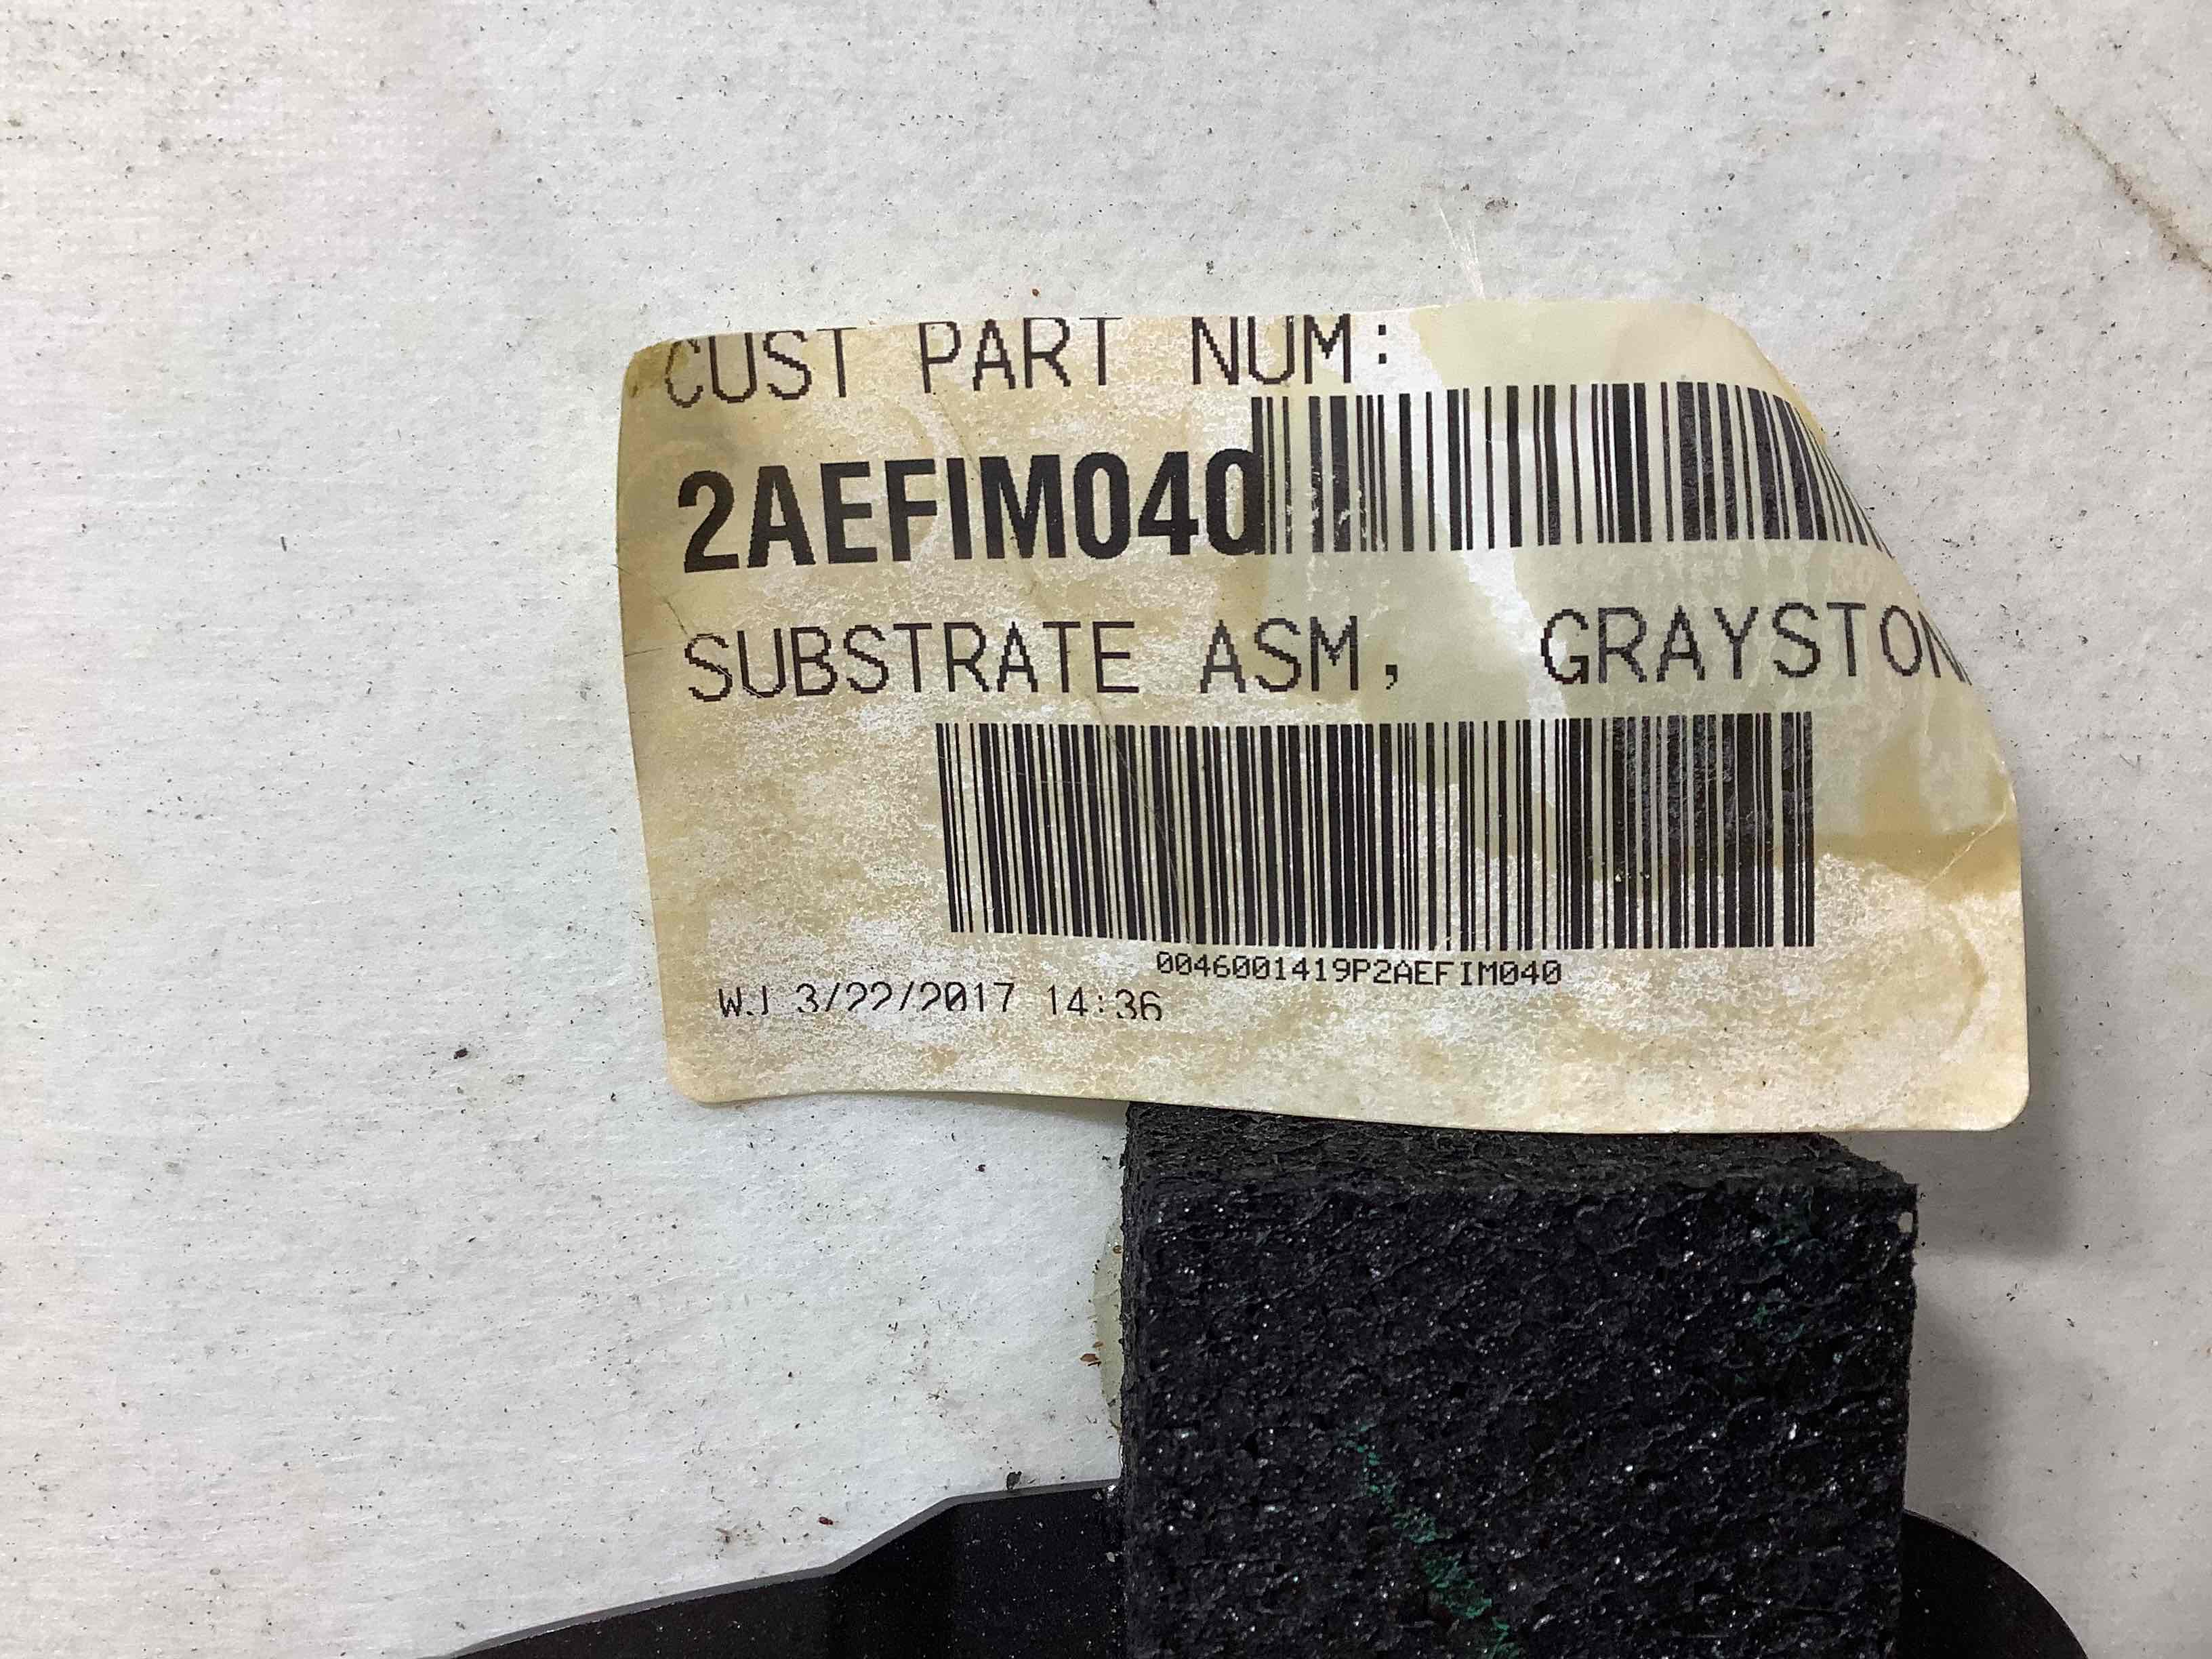 CUST PART NUM:
2AEFIM040
SUBSTRATE ASM, GRAYSTON
0046001419P2AEFIM040
WJ 3/22/2017 14:36